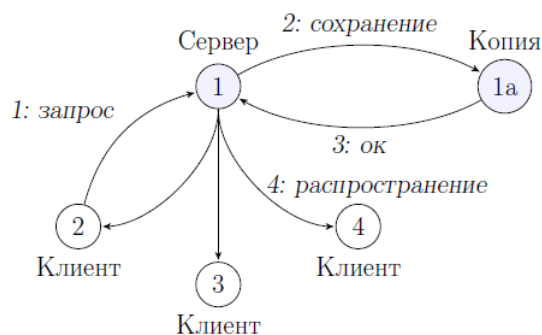 2: сохранение
Сервер
Копия
1
1a
1: запрос
3: ок
4: распространение
2
4
Клиент
Клиент
3
Клиент